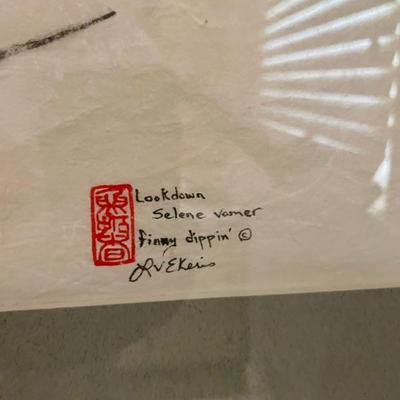 Lookdown
Selene vomer
finny dippin' ©